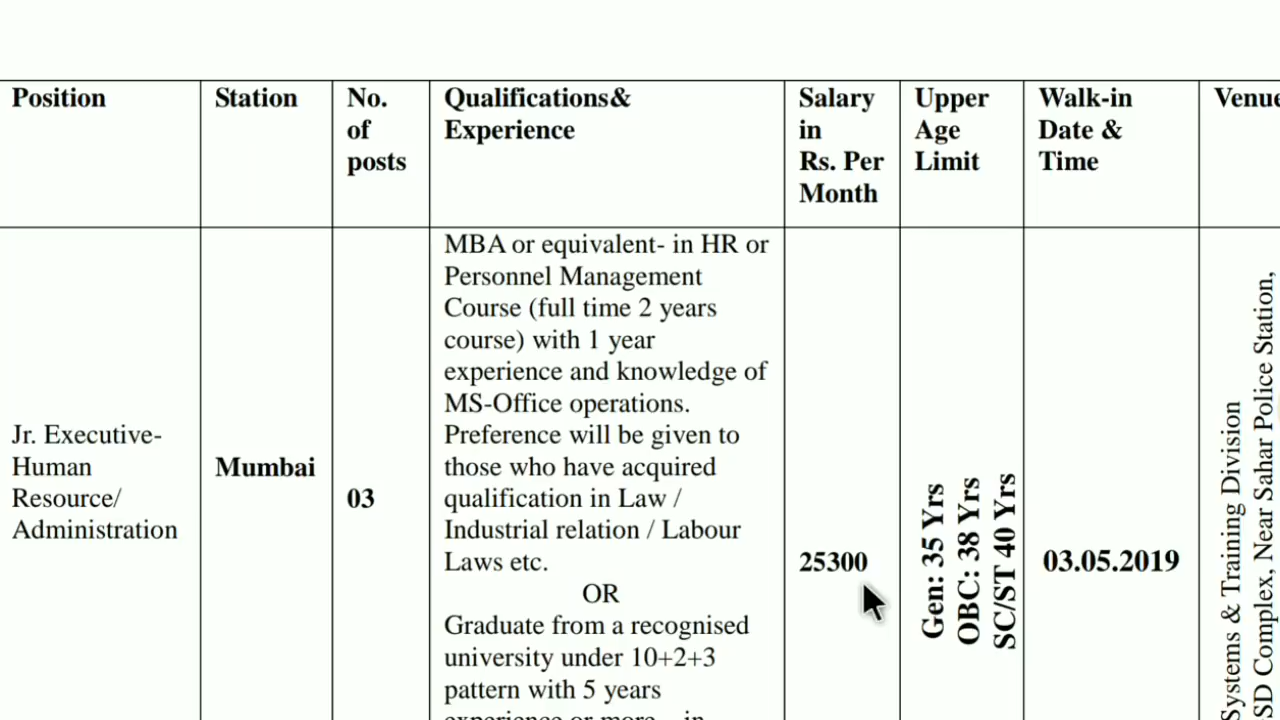 Position
Station
No.
of
posts
Qualifications&
Experience
Salary
in
Rs. Per
Month
Upper
Age
Limit
Walk-in
Date &
Time
Venue
Jr. Executive-
Human
Resource/
Administration
Mumbai
03
MBA or equivalent- in HR or
Personnel Management
Course (full time 2 years
course) with 1 year
experience and knowledge of
MS-Office operations.
Preference will be given to
those who have acquired
qualification in Law /
Industrial relation / Labour
Laws etc.
OR
Graduate from a recognised
university under 10+2+3
pattern with 5 years
experience or more in
25300
Gen: 35 Yrs
OBC: 38 Yrs
SC/ST 40 Yrs
03.05.2019
Systems & Training Division
SD Complex, Near Sahar Police Station,